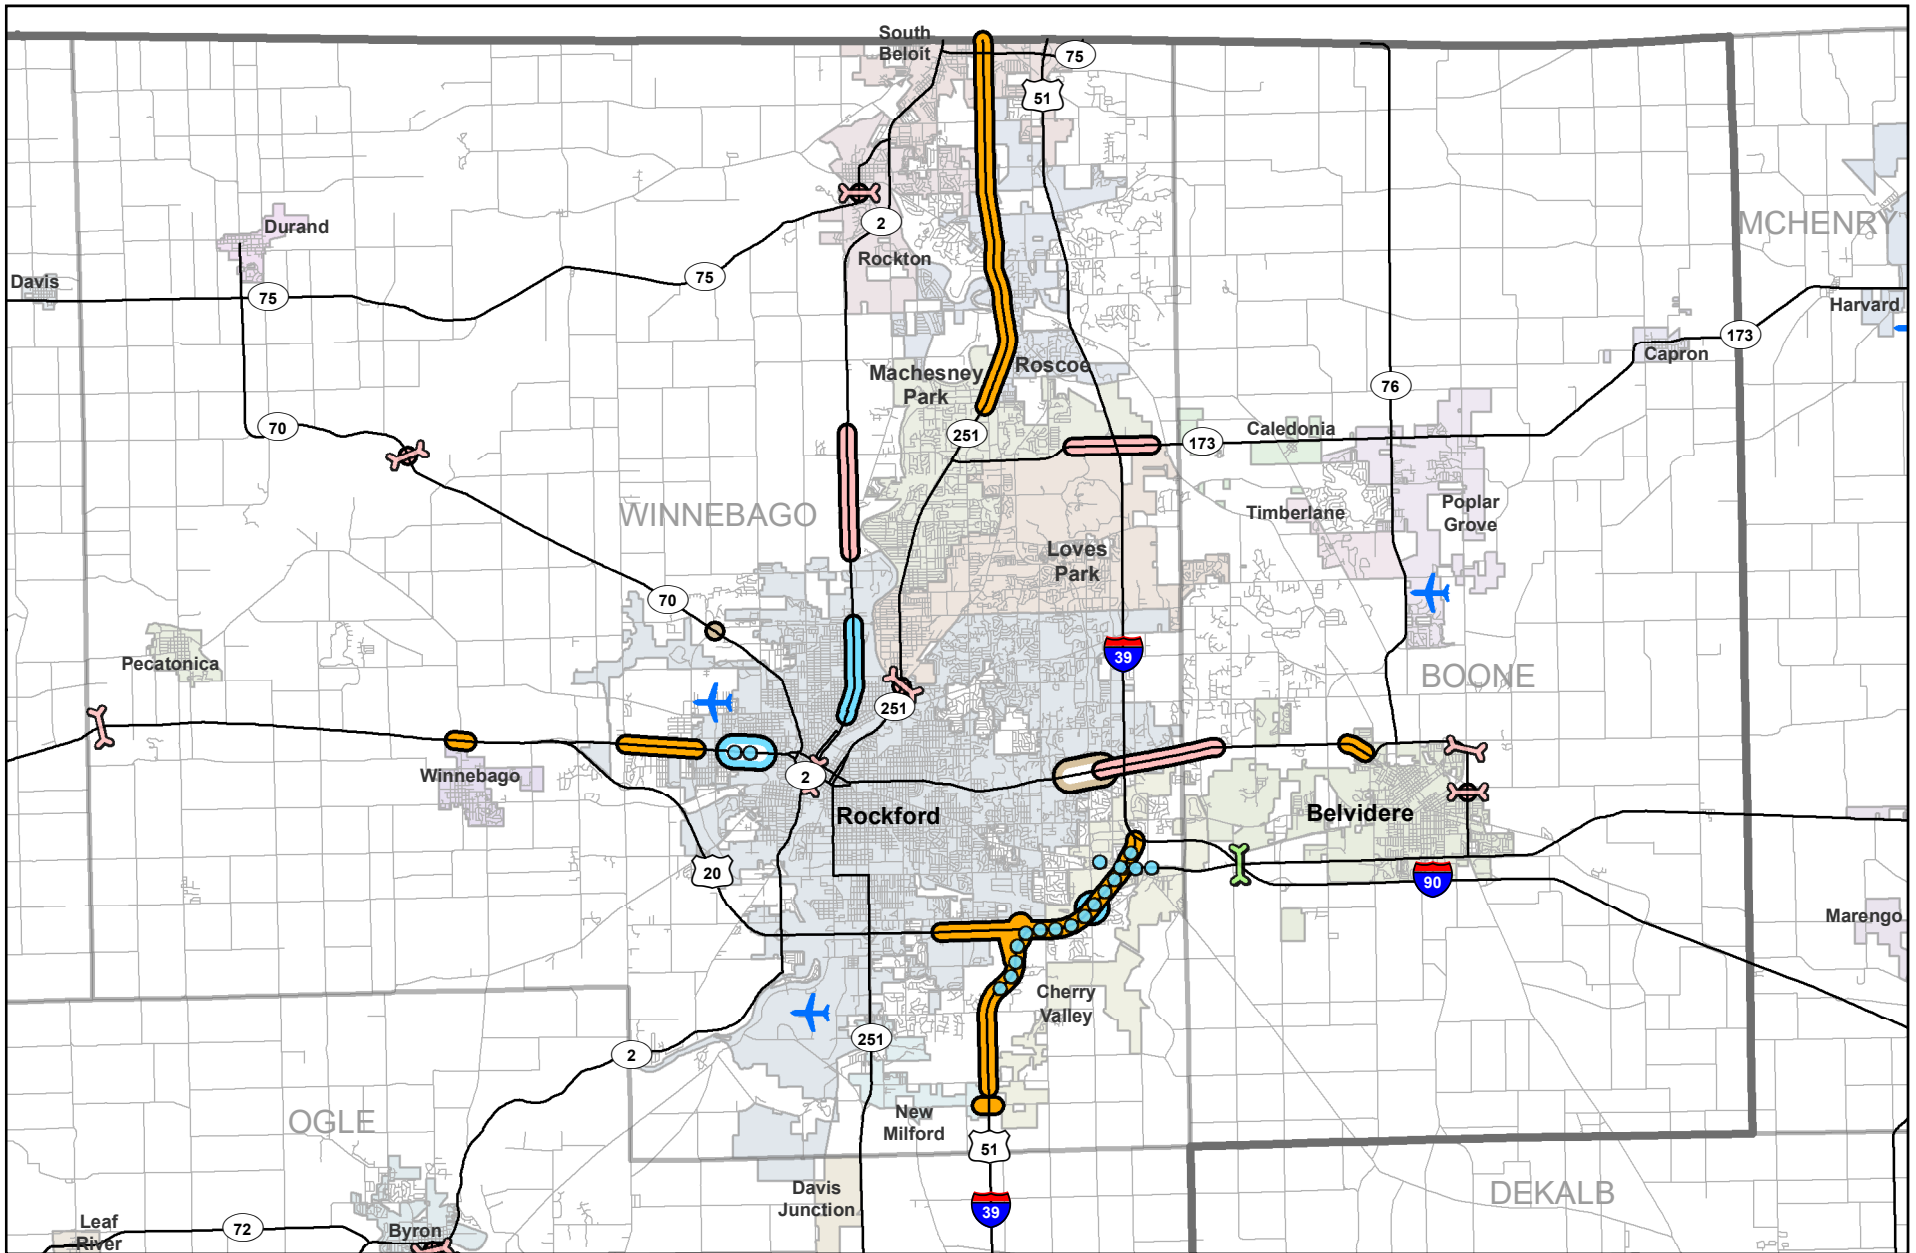 South
Beloit
75
51
MCHENRY
Durand
2
Rockton
Davis
75
75
Harvard
173
Capron
Machesney
Park
Roscoe
76
70
251
173
Caledonia
WINNEBAGO
Timberlane
Poplar
Grove
Loves
Park
70
39
Pecatonica
BOONE
251
Winnebago
2
Rockford
Belvidere
20
90
Marengo
Cherry
Valley
251
2
New
Milford
OGLE
51
Davis
Junction
DEKALB
39
Leaf
River
72
Byron